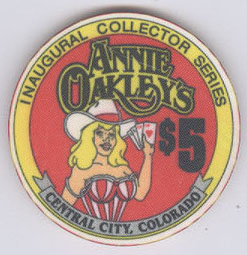 INAUGURAL COLLECTOR SERIES
ANNIE
OAKLEY'S
$5
CENTRAL CITY, COLORADO